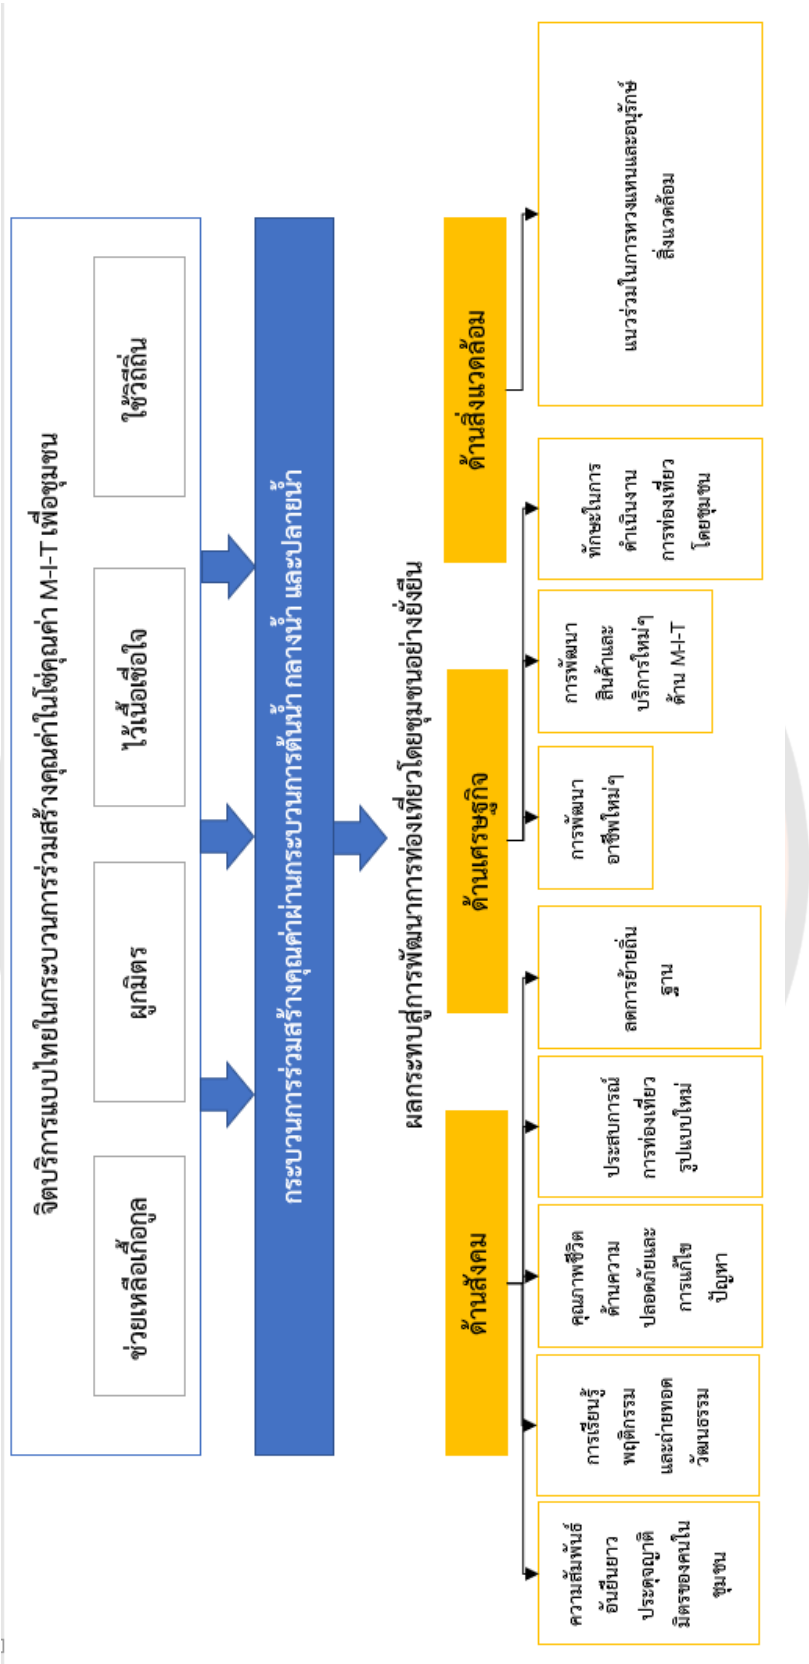 จิตบริการแบบไทยในกระบวนการร่วมสร้างคุณค่าในโซ่คุณค่า M-I-T เพื่อชุมชน
ช่วยเหลือเกื้อกูล
ผูกมิตร
ไว้เนื้อเชื่อใจ
ใช้วิถีถิ่น
กระบวนการร่วมสร้างคุณค่าผ่านกระบวนการต้นน้ำ กลางน้ำ และปลายน้ำ
ผลกระทบสู่การพัฒนาการท่องเที่ยวโดยชุมชนอย่างยั่งยืน
ด้านสังคม
ด้านเศรษฐกิจ
ด้านสิ่งแวดล้อม
ความสัมพันธ์
อันยืนยาว
ประดุจญาติ
มิตรของคนใน
ชุมชน
การเรียนรู้
พฤติกรรม
และถ่ายทอด
วัฒนธรรม
คุณภาพชีวิต
ด้านความ
ปลอดภัยและ
การแก้ไข
ปัญหา
ประสบการณ์
การท่องเที่ยว
รูปแบบใหม่
ลดการย้ายถิ่น
ฐาน
การพัฒนา
อาชีพใหม่ๆ
การพัฒนา
สินค้าและ
บริการใหม่ๆ
ด้าน M-I-T
ทักษะในการ
ดำเนินงาน
การท่องเที่ยว
โดยชุมชน
แนวร่วมในการหวงแหนและอนุรักษ์
สิ่งแวดล้อม